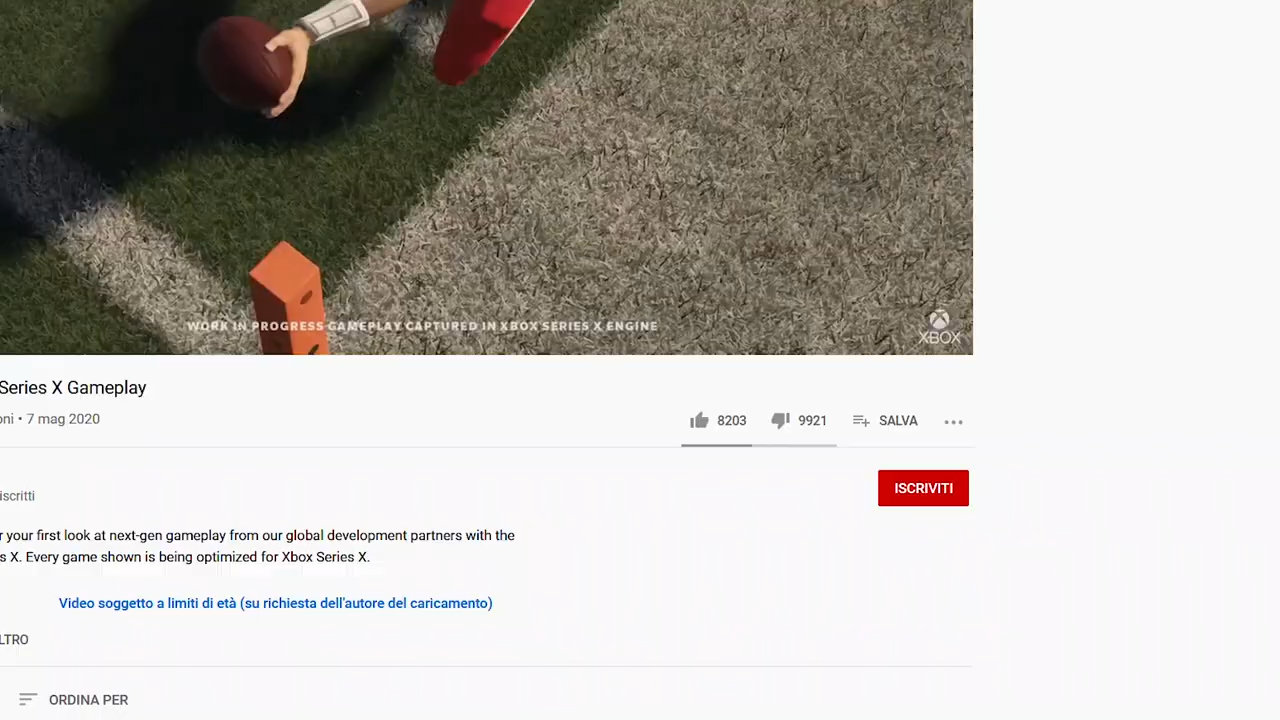 WORK IN PROGRESS GAMEPLAY CAPTURED IN XBOX SERIES X ENGINE
XBOX
Series X Gameplay
oni • 7 mag 2020
8203
9921
SALVA
iscritti
ISCRIVITI
r your first look at next-gen gameplay from our global development partners with the
s X. Every game shown is being optimized for Xbox Series X.
Video soggetto a limiti di età (su richiesta dell'autore del caricamento)
LTRO
ORDINA PER